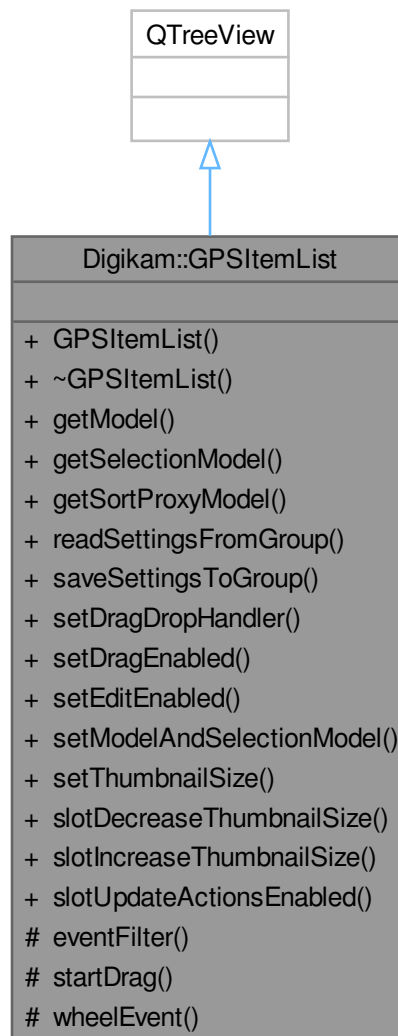 QTreeView
Digikam::GPSItemList
+ GPSItemList()
+ ~GPSItemList()
+ getModel()
+ getSelectionModel()
+ getSortProxyModel()
+ readSettingsFromGroup()
+ saveSettingsToGroup()
+ setDragDropHandler()
+ setDragEnabled()
+ setEditEnabled()
+ setModelAndSelectionModel()
+ setThumbnailSize()
+ slotDecreaseThumbnailSize()
+ slotIncreaseThumbnailSize()
+ slotUpdateActionsEnabled()
# eventFilter()
# startDrag()
# wheelEvent()